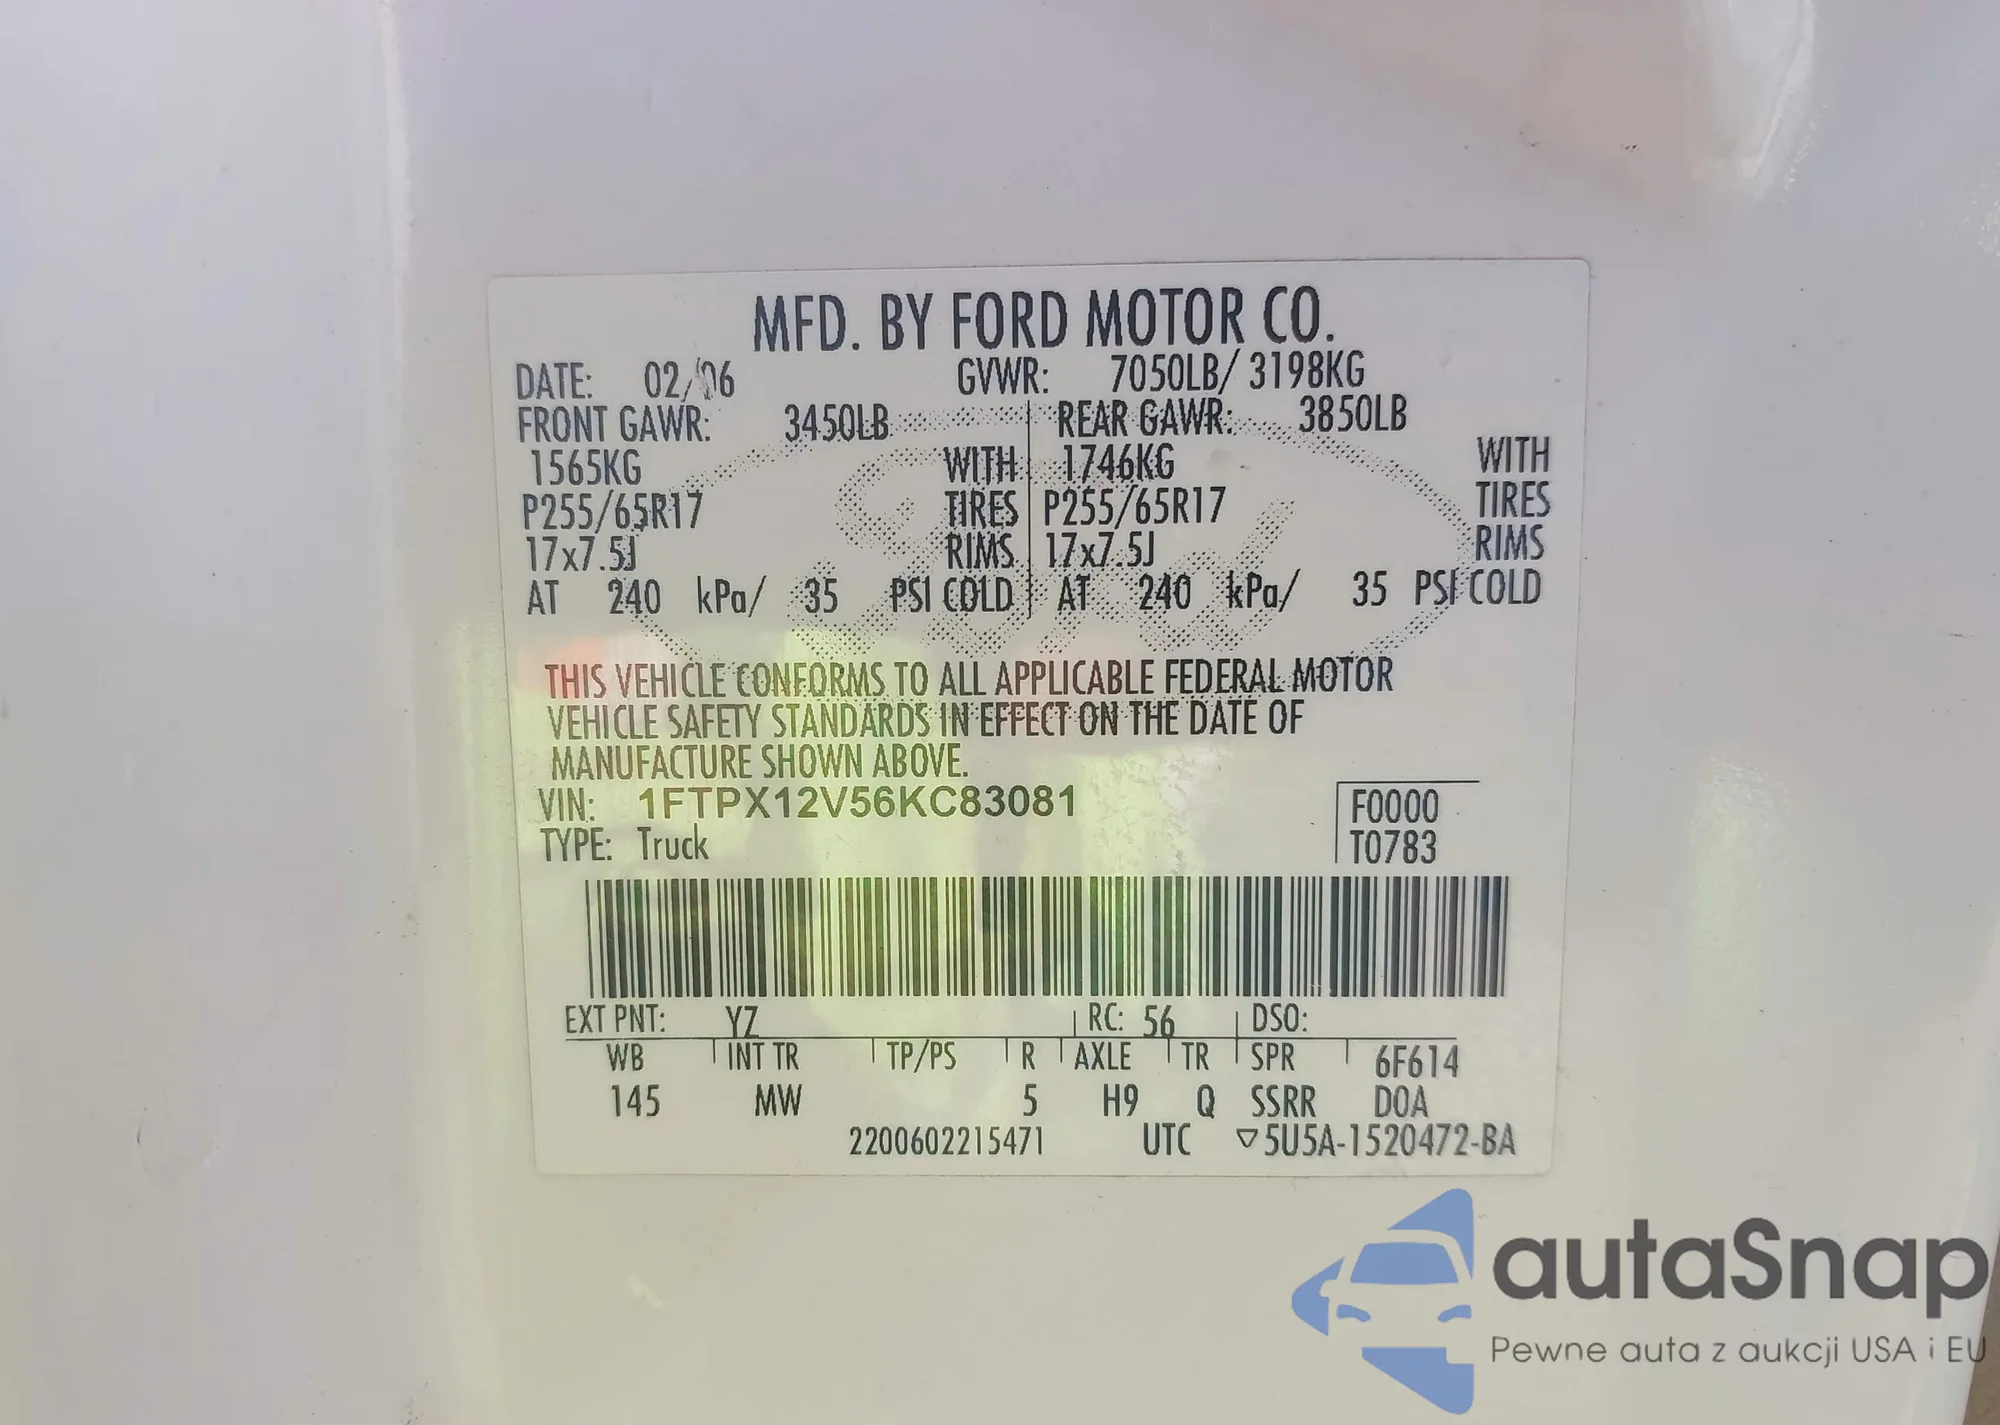 MFD. BY FORD MOTOR CO.
DATE: 02/06 GVWR: 7050LB/ 3198KG
FRONT GAWR: 3450LB REAR GAWR: 3850LB
1565KG WITH 1746KG WITH
P255/65R17 TIRES P255/65R17 TIRES
17x7.5J RIMS 17x7.5J RIMS
AT 240 kPa/ 35 PSI COLD AT 240 kPa/ 35 PSI COLD
Ford
THIS VEHICLE CONFORMS TO ALL APPLICABLE FEDERAL MOTOR
VEHICLE SAFETY STANDARDS IN EFFECT ON THE DATE OF
MANUFACTURE SHOWN ABOVE.
VIN: 1FTPX12V56KC83081 F0000
TYPE: Truck T0783
EXT PNT: YZ RC: 56 DSO:
WB INT TR TP/PS R AXLE TR SPR 6F614
145 MW 5 H9 Q SSRR DOA
2200602215471 UTC ▽5U5A-1520472-BA
autaSnap
Pewne auta z aukcji USA i EU